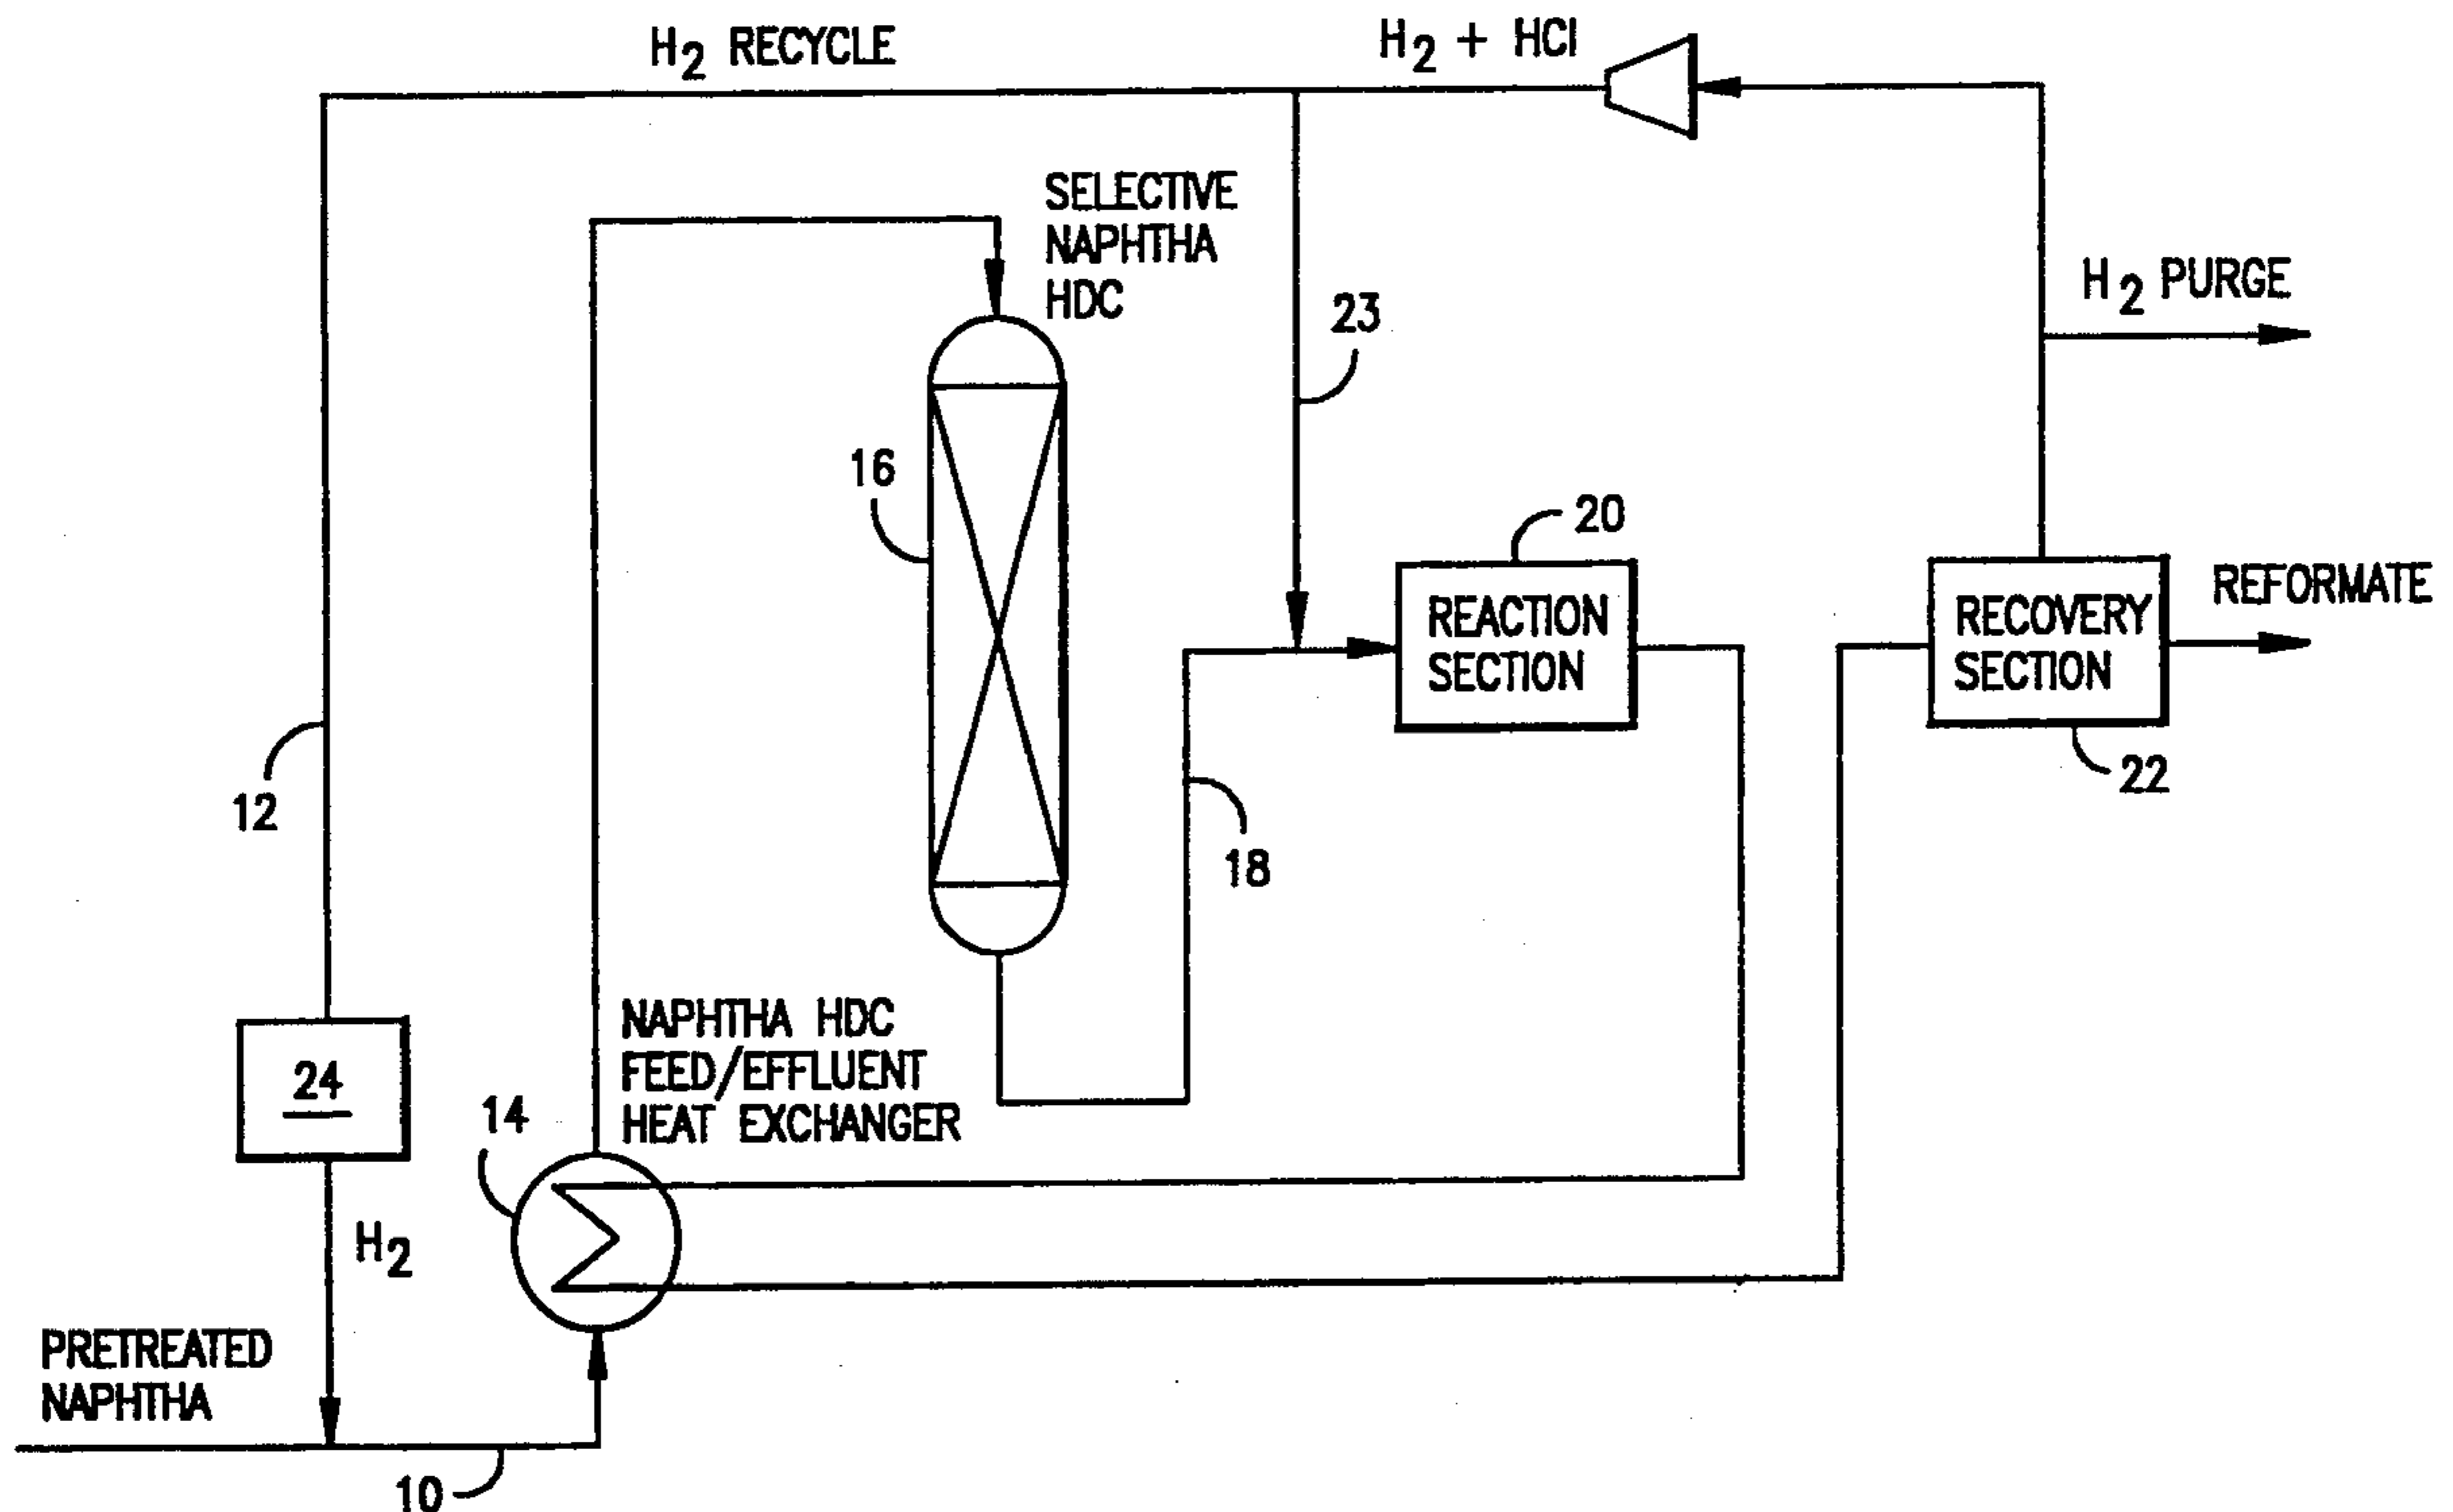 H2 RECYCLE
H2 + HCl
SELECTIVE
NAPHTHA
HDC
H2 PURGE
23
16
20
REACTION
SECTION
RECOVERY
SECTION
REFORMATE
22
12
18
24
NAPHTHA HDC
FEED/EFFLUENT
HEAT EXCHANGER
14
H2
PRETREATED
NAPHTHA
10